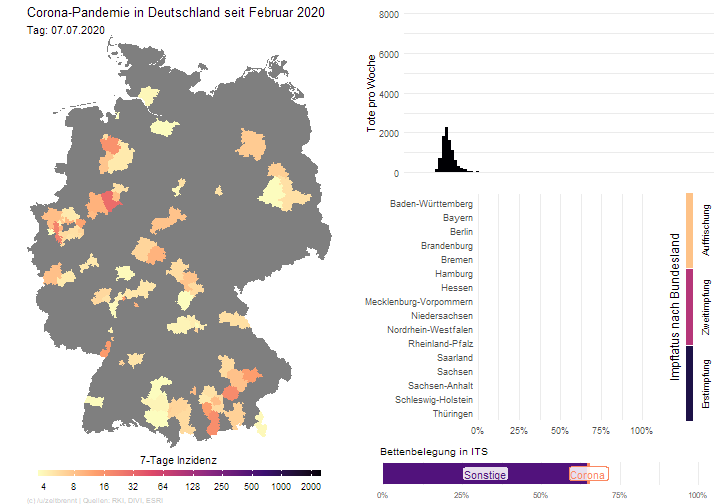 Corona-Pandemie in Deutschland seit Februar 2020
Tag: 07.07.2020
7-Tage Inzidenz
4 8 16 32 64 128 256 500 1000 2000
(c) /u/zeitbrennt | Quellen: RKI, DIVI, ESRI
Tote pro Woche
8000
6000
4000
2000
0
Impfstatus nach Bundesland
Baden-Württemberg
Bayern
Berlin
Brandenburg
Bremen
Hamburg
Hessen
Mecklenburg-Vorpommern
Niedersachsen
Nordrhein-Westfalen
Rheinland-Pfalz
Saarland
Sachsen
Sachsen-Anhalt
Schleswig-Holstein
Thüringen
0% 25% 50% 75% 100%
Auffrischung
Zweitimpfung
Erstimpfung
Bettenbelegung in ITS
Sonstige Corona
0% 25% 50% 75% 100%